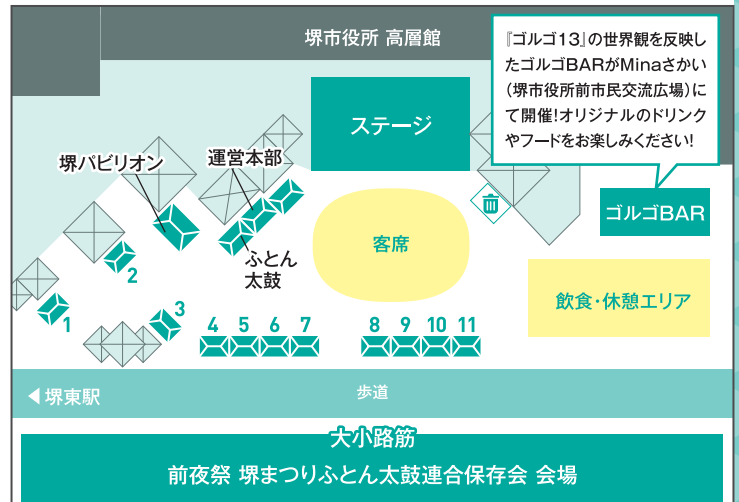 堺市役所 高層館
『ゴルゴ13』の世界観を反映し
たゴルゴBARがMinaさかい
(堺市役所前市民交流広場)に
て開催!オリジナルのドリンク
やフードをお楽しみください!
ステージ
堺パビリオン
運営本部
ゴルゴBAR
客席
ふとん
太鼓
2
飲食・休憩エリア
1
3
4 5 6 7
8 9 10 11
堺東駅
歩道
大小路筋
前夜祭 堺まつりふとん太鼓連合保存会 会場